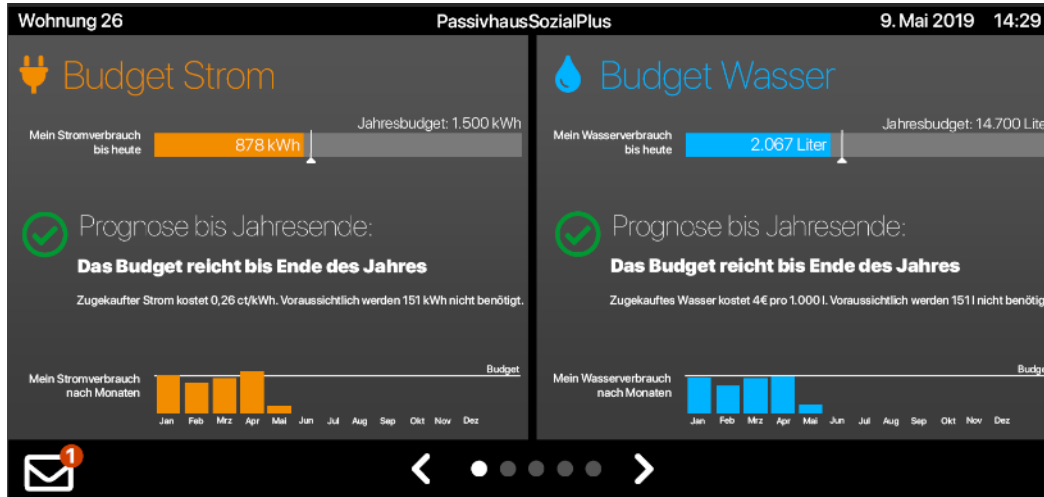 Wohnung 26
PassivhausSozialPlus
9. Mai 2019 14:29
Budget Strom
Jahresbudget: 1.500 kWh
Mein Stromverbrauch
bis heute
878 kWh
Prognose bis Jahresende:
Das Budget reicht bis Ende des Jahres
Zugekaufter Strom kostet 0,26 ct/kWh. Voraussichtlich werden 151 kWh nicht benötigt.
Budget
Mein Stromverbrauch
nach Monaten
Jan Feb Mrz Apr Mai Jun Jul Aug Sep Okt Nov Dez
Budget Wasser
Jahresbudget: 14.700 Lite
Mein Wasserverbrauch
bis heute
2.067 Liter
Prognose bis Jahresende:
Das Budget reicht bis Ende des Jahres
Zugekauftes Wasser kostet 4€ pro 1.000 l. Voraussichtlich werden 151 l nicht benötig
Budge
Mein Wasserverbrauch
nach Monaten
Jan Feb Mrz Apr Mai Jun Jul Aug Sep Okt Nov Dez
1